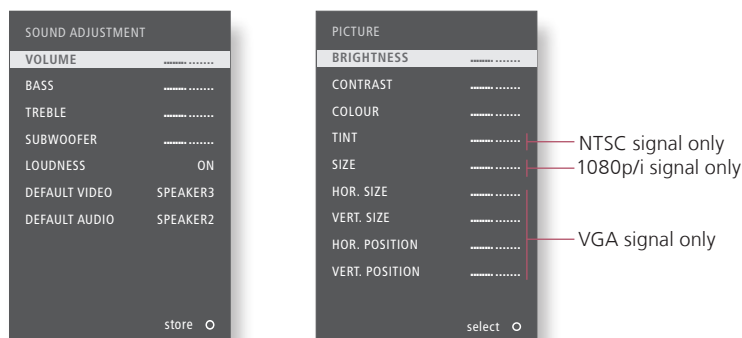 SOUND ADJUSTMENT
VOLUME
BASS
TREBLE
SUBWOOFER
LOUDNESS ON
DEFAULT VIDEO SPEAKER3
DEFAULT AUDIO SPEAKER2
store
PICTURE
BRIGHTNESS
CONTRAST
COLOUR
TINT
SIZE
HOR. SIZE
VERT. SIZE
HOR. POSITION
VERT. POSITION
select
NTSC signal only
1080p/i signal only
VGA signal only